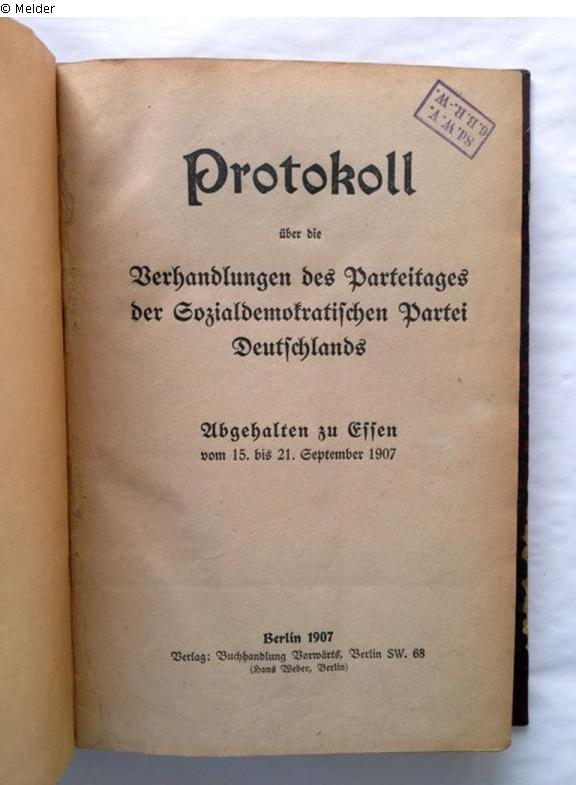 © Melder
Sd. W. V.
G. B. R.-W.
Protokoll
über die
Verhandlungen des Parteitages
der Sozialdemokratischen Partei
Deutschlands
Abgehalten zu Essen
vom 15. bis 21. September 1907
Berlin 1907
Verlag: Buchhandlung Vorwärts, Berlin SW. 68
(Hans Weber, Berlin)